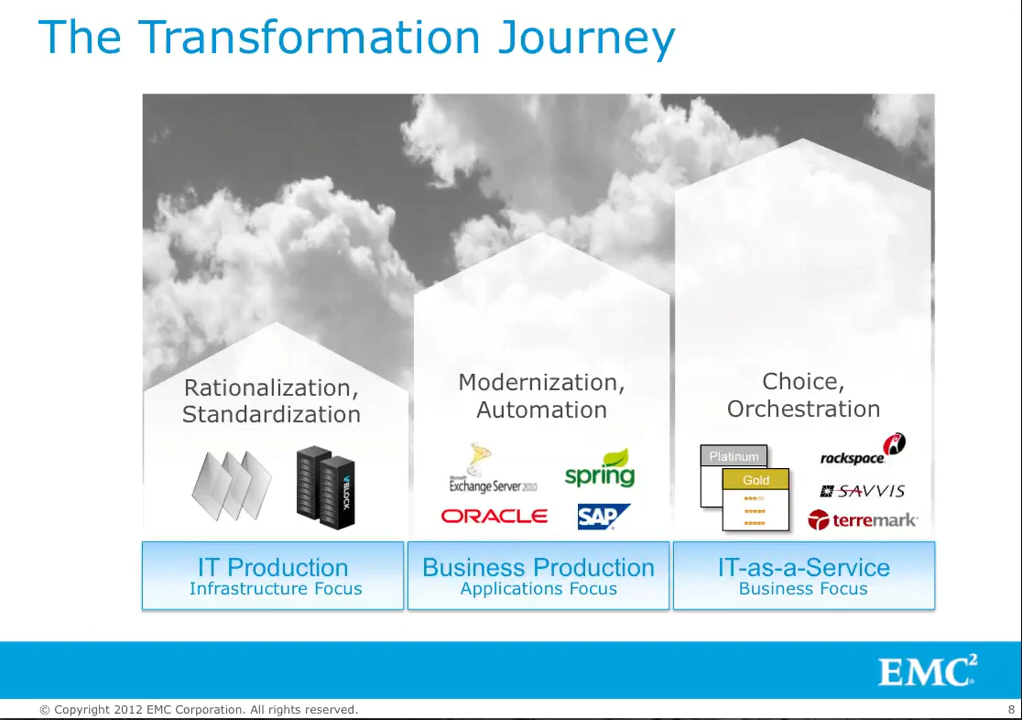 The Transformation Journey
Rationalization,
Standardization
VBLOCK
IT Production
Infrastructure Focus
Modernization,
Automation
Microsoft
Exchange Server 2010
spring
ORACLE
SAP
Business Production
Applications Focus
Choice,
Orchestration
Platinum
Gold
rackspace
SAVVIS
terremark
IT-as-a-Service
Business Focus
EMC²
© Copyright 2012 EMC Corporation. All rights reserved.
8